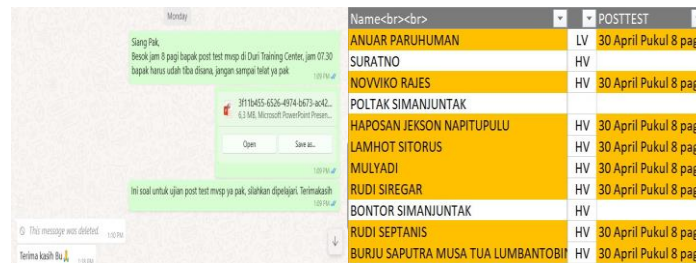 Monday
Siang Pak,
Besok jam 8 pagi bapak post test mvsp di Duri Training Center, jam 07.30
bapak harus udah tiba disana, jangan sampai telat ya pak
1:09 PM
3f11b455-6526-4974-b673-ac42...
6,3 MB, Microsoft PowerPoint Presen...
Open Save as...
1:09 PM
Ini soal untuk ujian post test mvsp ya pak, silahkan dipelajari. Terimakasih
1:09 PM
This message was deleted. 1:10 PM
Terima kasih Bu🙏
Name<br><br> POSTTEST
ANUAR PARUHUMAN LV 30 April Pukul 8 pag
SURATNO HV
NOVVIKO RAJES HV 30 April Pukul 8 pag
POLTAK SIMANJUNTAK
HAPOSAN JEKSON NAPITUPULU HV 30 April Pukul 8 pag
LAMHOT SITORUS HV 30 April Pukul 8 pag
MULYADI HV 30 April Pukul 8 pag
RUDI SIREGAR HV 30 April Pukul 8 pag
BONTOR SIMANJUNTAK HV
RUDI SEPTANIS HV 30 April Pukul 8 pag
BURJU SAPUTRA MUSA TUA LUMBANTOBIN HV 30 April Pukul 8 pag